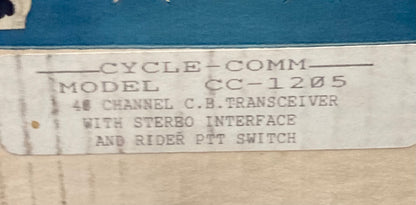 CYCLE-COMM
MODEL CC-1205
40 CHANNEL C.B.TRANSCEIVER
WITH STEREO INTERFACE
AND RIDER PTT SWITCH